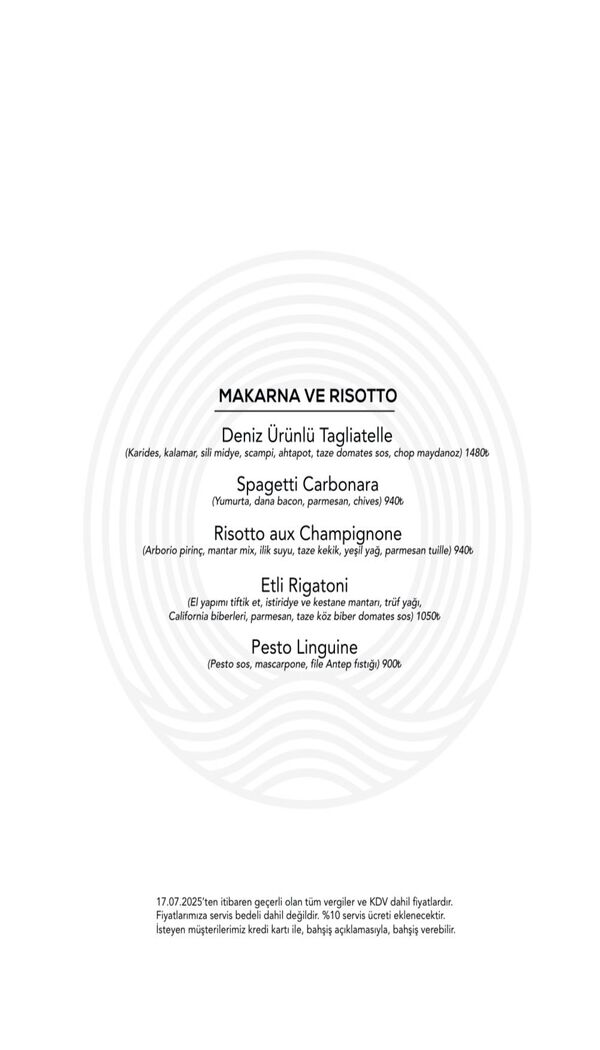 MAKARNA VE RISOTTO
Deniz Ürünlü Tagliatelle
(Karides, kalamar, sili midye, scampi, ahtapot, taze domates sos, chop maydanoz) 1480₺
Spagetti Carbonara
(Yumurta, dana bacon, parmesan, chives) 940₺
Risotto aux Champignone
(Arborio pirinç, mantar mix, ilik suyu, taze kekik, yeşil yağ, parmesan tuille) 940₺
Etli Rigatoni
(El yapımı tiftik et, istiridye ve kestane mantarı, trüf yağı,
California biberleri, parmesan, taze köz biber domates sos) 1050₺
Pesto Linguine
(Pesto sos, mascarpone, file Antep fıstığı) 900₺
17.07.2025'ten itibaren geçerli olan tüm vergiler ve KDV dahil fiyatlardır.
Fiyatlarımıza servis bedeli dahil değildir. %10 servis ücreti eklenecektir.
İsteyen müşterilerimiz kredi kartı ile, bahşiş açıklamasıyla, bahşiş verebilir.